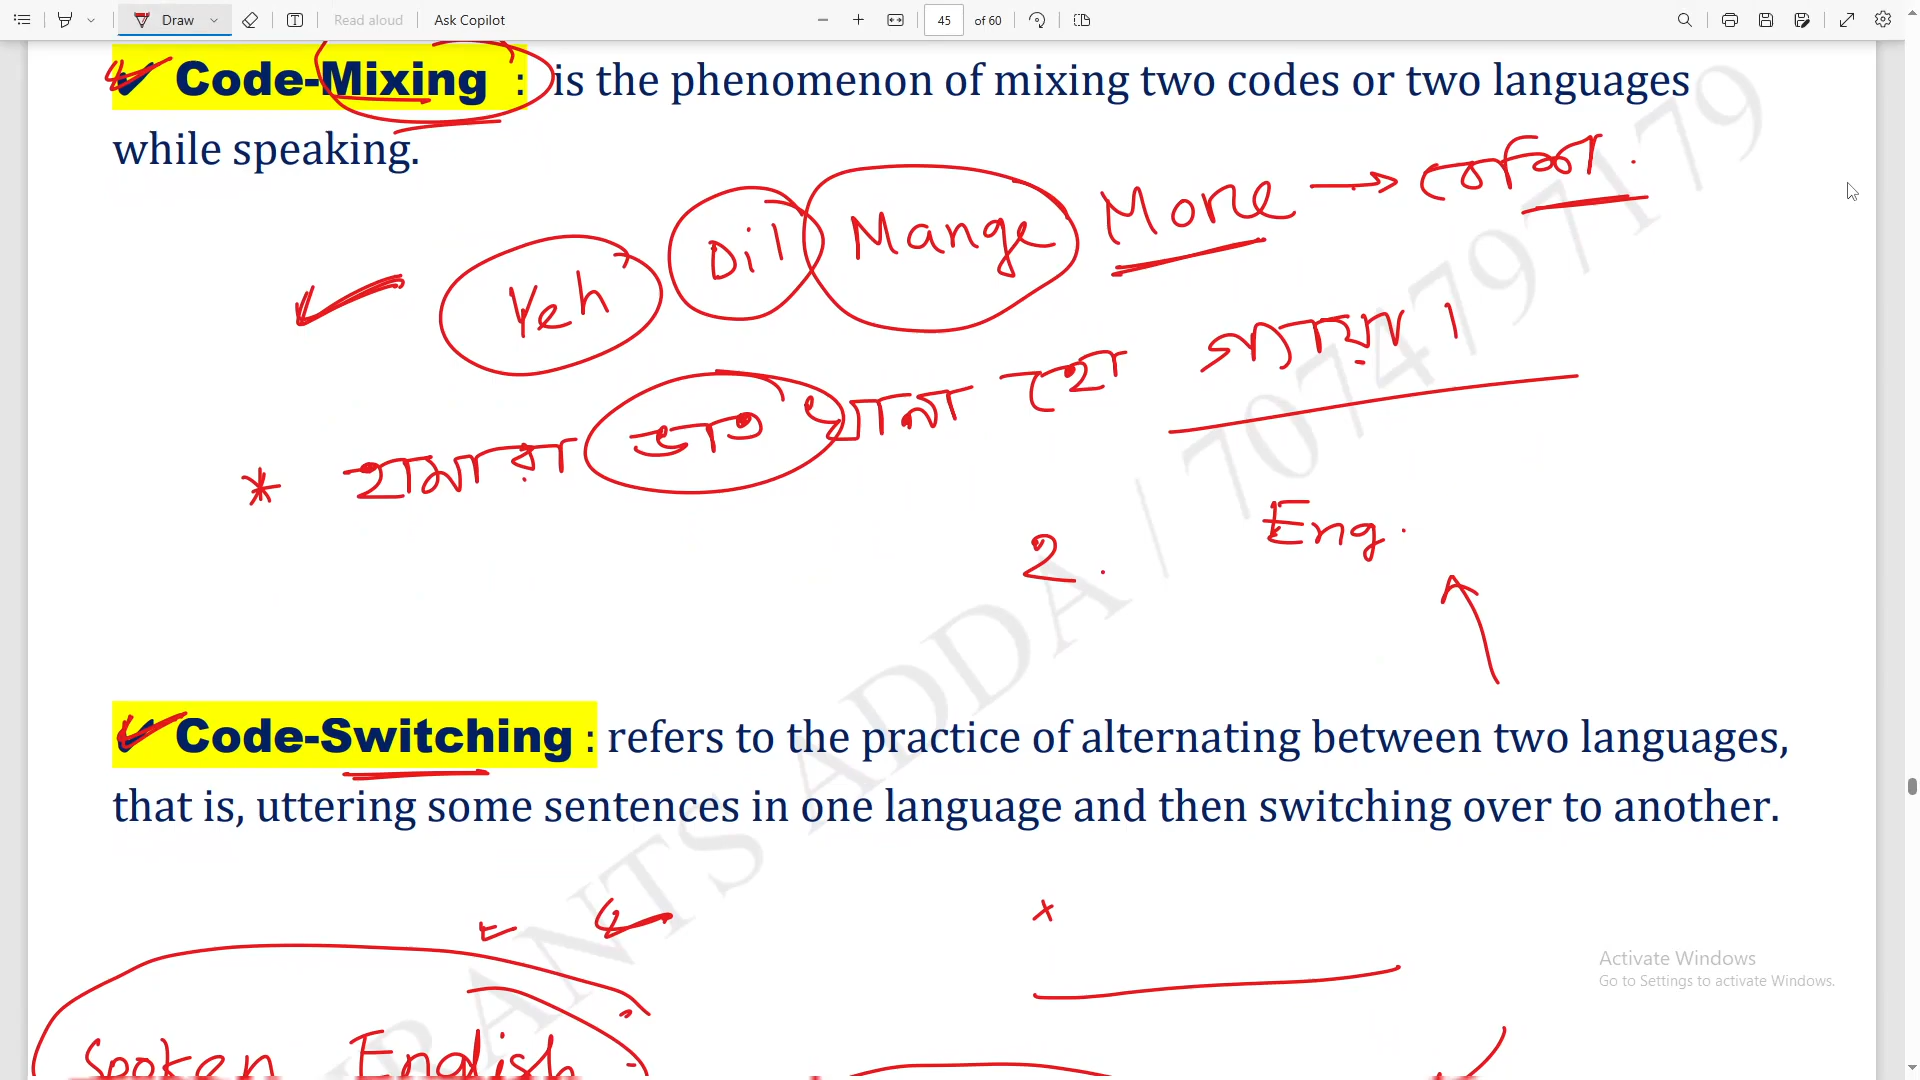 Draw
Read aloud
Ask Copilot
45 of 60
Code-Mixing : is the phenomenon of mixing two codes or two languages
while speaking.
Yeh Dil Mange More →
* হামাৰ ভাত খানা হো
2. Eng.
Code-Switching : refers to the practice of alternating between two languages,
that is, uttering some sentences in one language and then switching over to another.
Spoken English
RANTS ADDA / 7074797179
Activate Windows
Go to Settings to activate Windows.